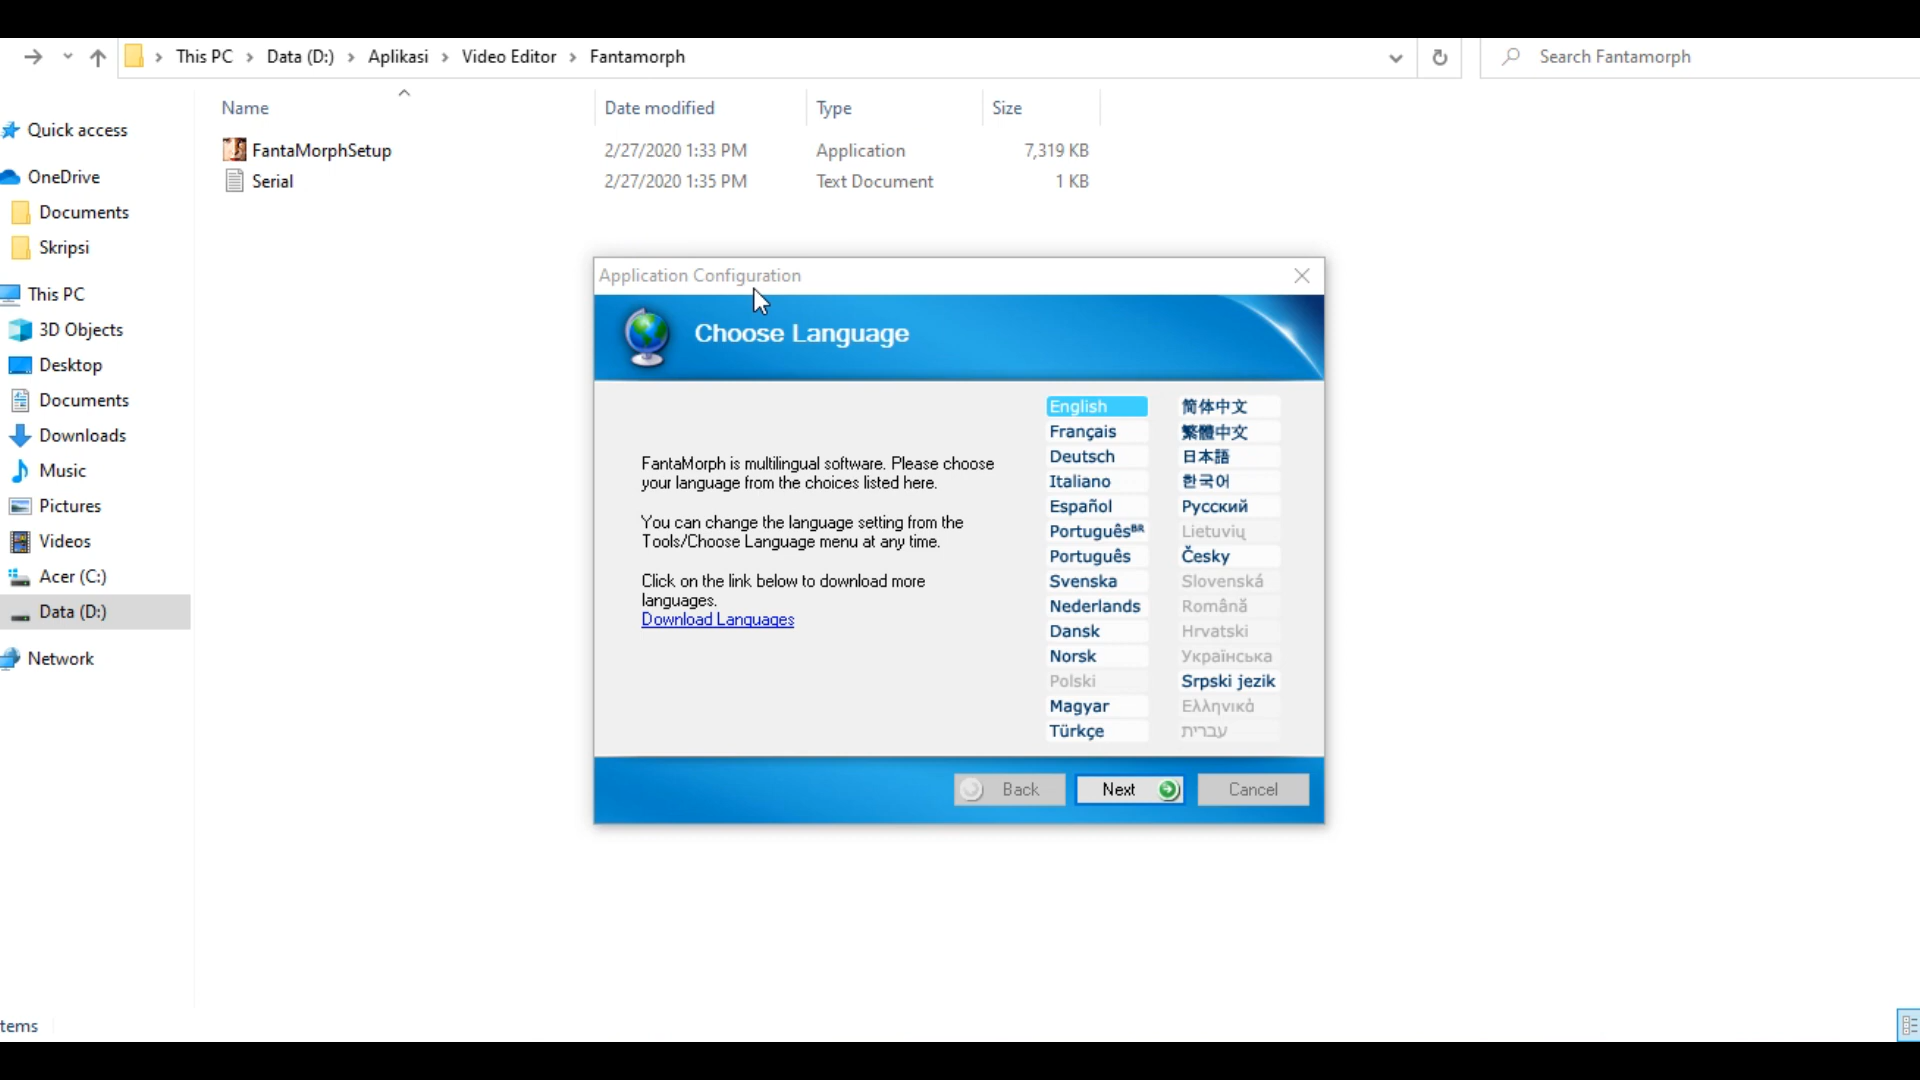 This PC > Data (D:) > Aplikasi > Video Editor > Fantamorph
Search Fantamorph
Name Date modified Type Size
FantaMorphSetup 2/27/2020 1:33 PM Application 7,319 KB
Serial 2/27/2020 1:35 PM Text Document 1 KB
Quick access
OneDrive
Documents
Skripsi
This PC
3D Objects
Desktop
Documents
Downloads
Music
Pictures
Videos
Acer (C:)
Data (D:)
Network
tems
Application Configuration
Choose Language
FantaMorph is multilingual software. Please choose
your language from the choices listed here.
You can change the language setting from the
Tools/Choose Language menu at any time.
Click on the link below to download more
languages.
Download Languages
English
Français
Deutsch
Italiano
Español
Português BR
Português
Svenska
Nederlands
Dansk
Norsk
Polski
Magyar
Türkçe
简体中文
繁體中文
日本語
한국어
Русский
Lietuvių
Česky
Slovenská
Română
Hrvatski
Українська
Srpski jezik
Ελληνικά
עברית
Back
Next
Cancel